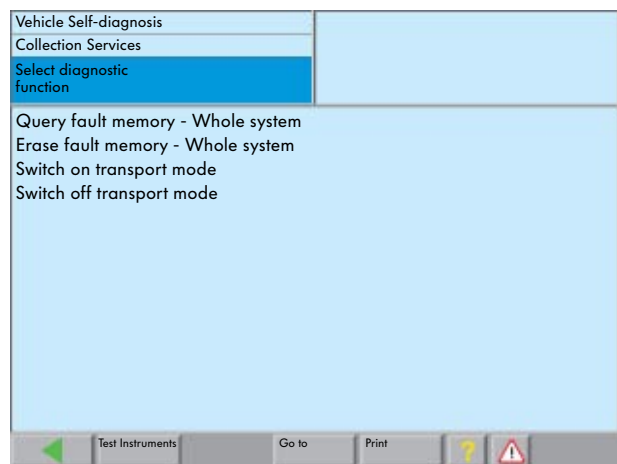 Vehicle Self-diagnosis
Collection Services
Select diagnostic
function
Query fault memory - Whole system
Erase fault memory - Whole system
Switch on transport mode
Switch off transport mode
Test Instruments
Go to
Print
?